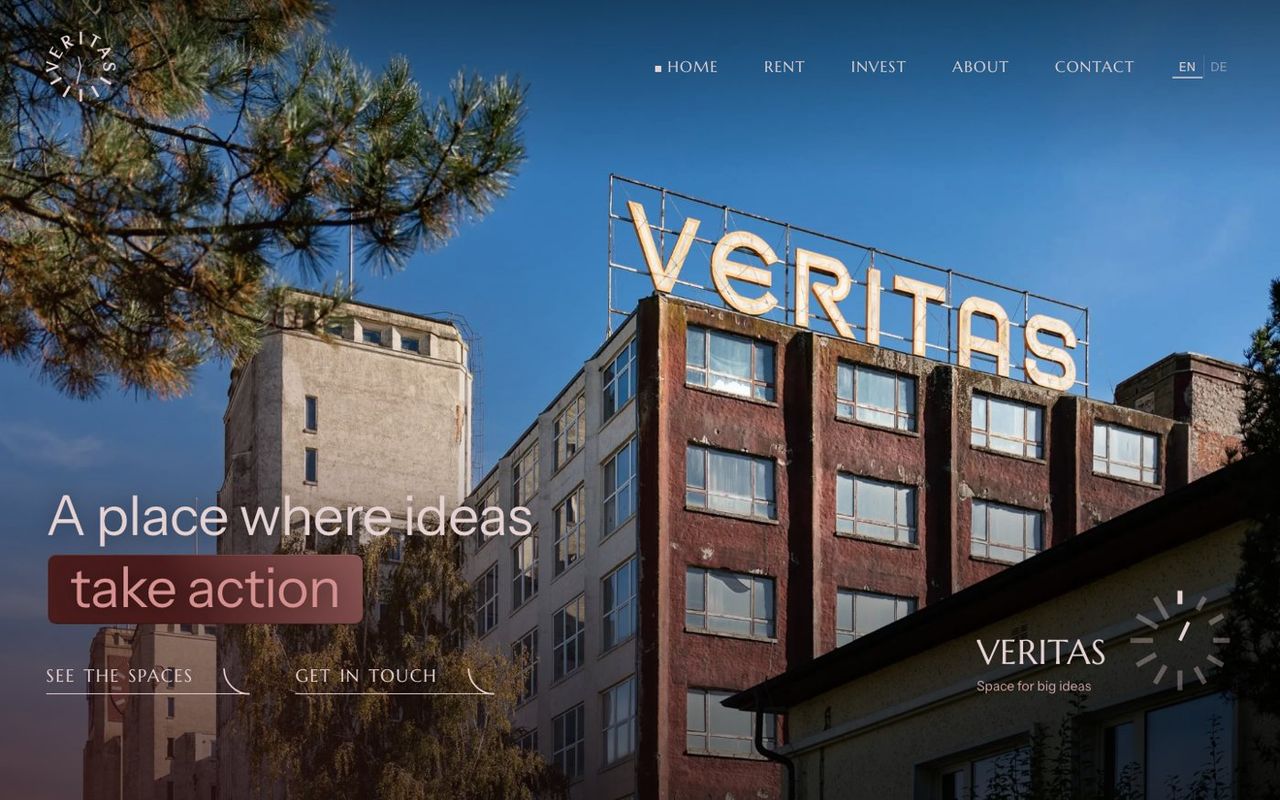 VERITAS
HOME
RENT
INVEST
ABOUT
CONTACT
EN
DE
VERITAS
A place where ideas
take action
SEE THE SPACES
GET IN TOUCH
VERITAS
Space for big ideas